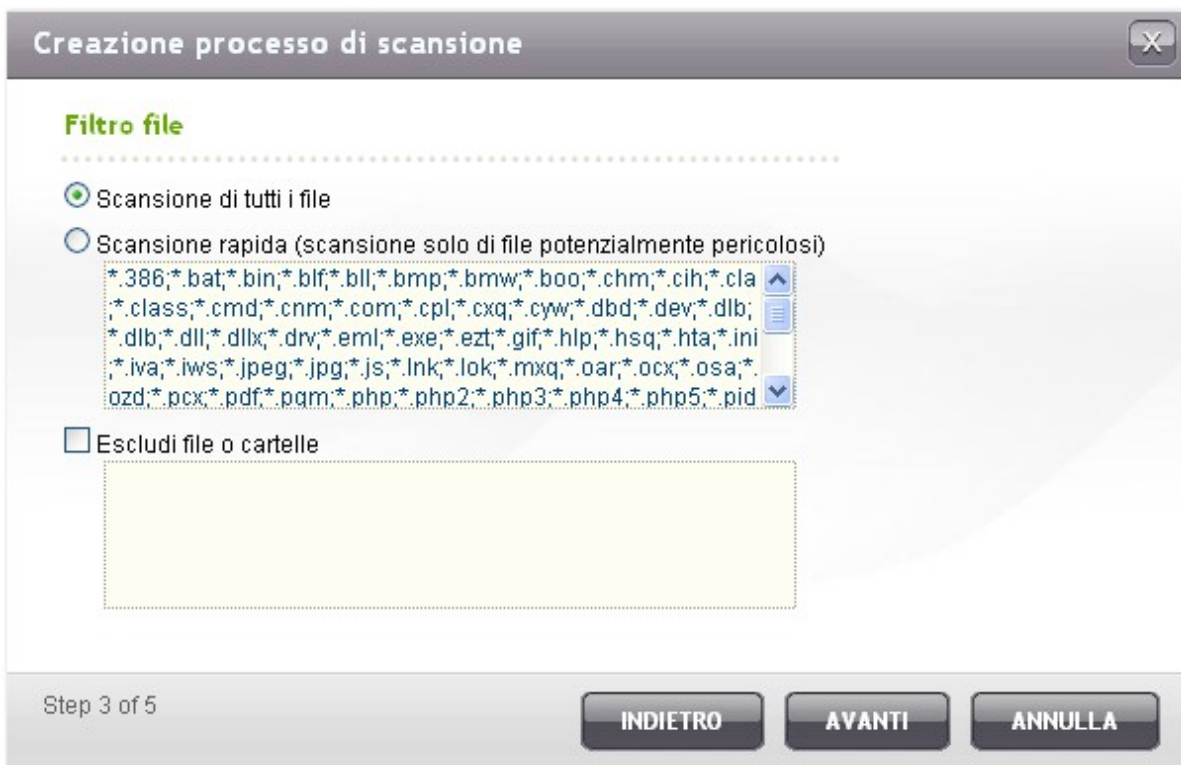 Creazione processo di scansione
X
Filtro file
Scansione di tutti i file
Scansione rapida (scansione solo di file potenzialmente pericolosi)
*.386;*.bat;*.bin;*.blf;*.bll;*.bmp;*.bmw;*.boo;*.chm;*.cih;*.cla
;*.class;*.cmd;*.cnm;*.com;*.cpl;*.cxq;*.cyw;*.dbd;*.dev;*.dlb;
*.dlb;*.dll;*.dllx;*.drv;*.eml;*.exe;*.ezt;*.gif;*.hlp;*.hsq;*.hta;*.ini
;*.iva;*.iws;*.jpeg;*.jpg;*.js;*.lnk;*.lok;*.mxq;*.oar;*.ocx;*.osa;*.
ozd;*.pcx;*.pdf;*.pgm;*.php;*.php2;*.php3;*.php4;*.php5;*.pid
Escludi file o cartelle
Step 3 of 5
INDIETRO
AVANTI
ANNULLA